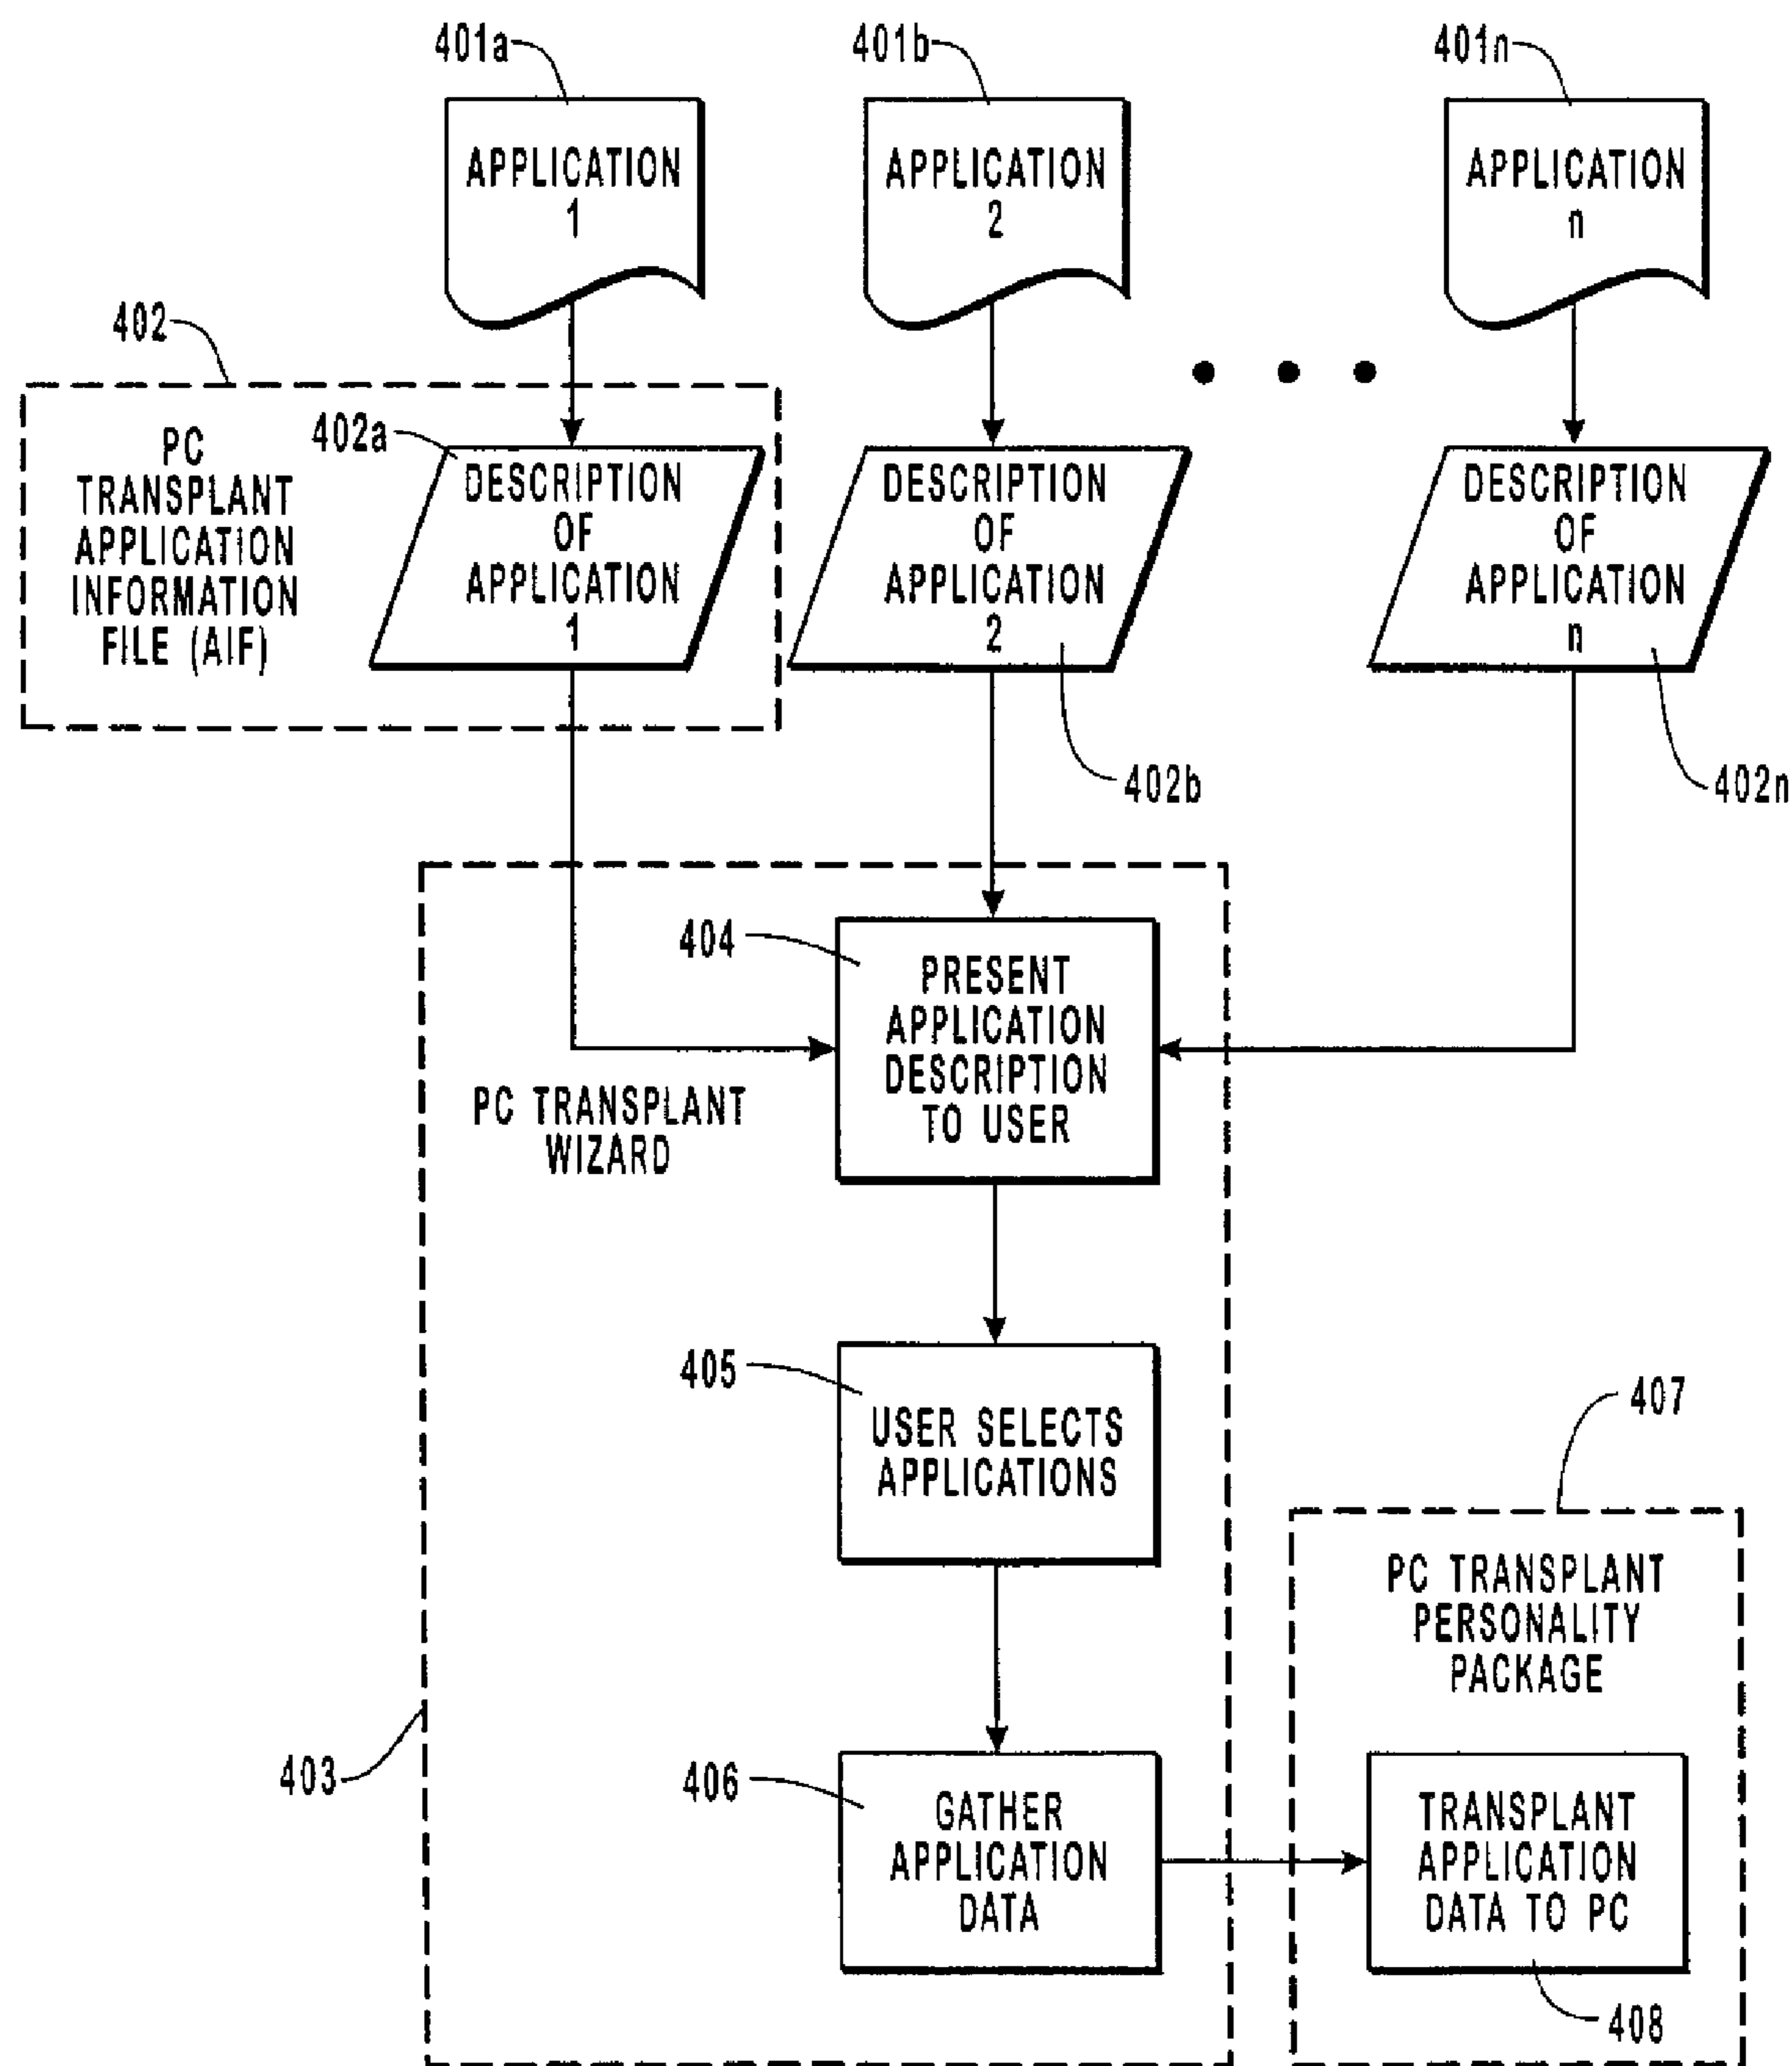 401a
401b
401n
APPLICATION
1
APPLICATION
2
APPLICATION
n
402
PC
TRANSPLANT
APPLICATION
INFORMATION
FILE (AIF)
402a
DESCRIPTION
OF
APPLICATION
1
DESCRIPTION
OF
APPLICATION
2
DESCRIPTION
OF
APPLICATION
n
402b
402n
404
PRESENT
APPLICATION
DESCRIPTION
TO USER
PC TRANSPLANT
WIZARD
405
USER SELECTS
APPLICATIONS
407
PC TRANSPLANT
PERSONALITY
PACKAGE
403
406
GATHER
APPLICATION
DATA
TRANSPLANT
APPLICATION
DATA TO PC
408